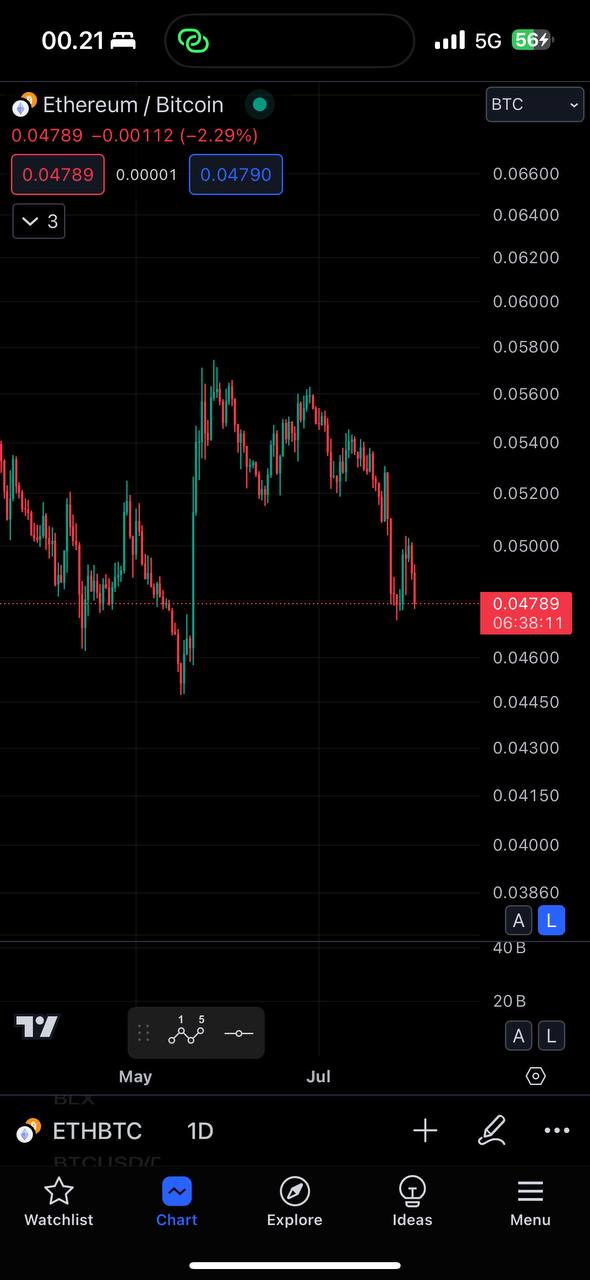 00.21
5G
56
Ethereum / Bitcoin
BTC
0.04789 −0.00112 (−2.29%)
0.04789 0.00001 0.04790
3
0.06600
0.06400
0.06200
0.06000
0.05800
0.05600
0.05400
0.05200
0.05000
0.04789
06:38:11
0.04600
0.04450
0.04300
0.04150
0.04000
0.03860
A L
40 B
20 B
1 5
A L
May Jul
BLX
ETHBTC 1D
Watchlist Chart Explore Ideas Menu